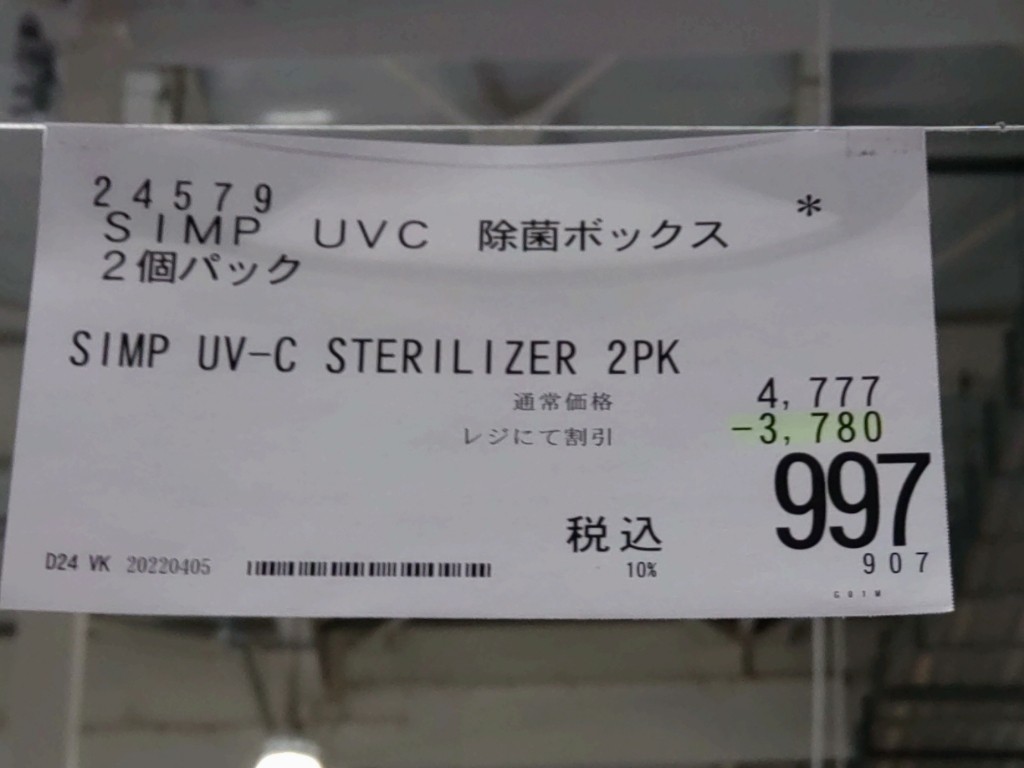 24579
SIMP UVC 除菌ボックス *
2個パック
SIMP UV-C STERILIZER 2PK
通常価格 4,777
レジにて割引 -3,780
997
税込
10% 907
D24 VK 20220405